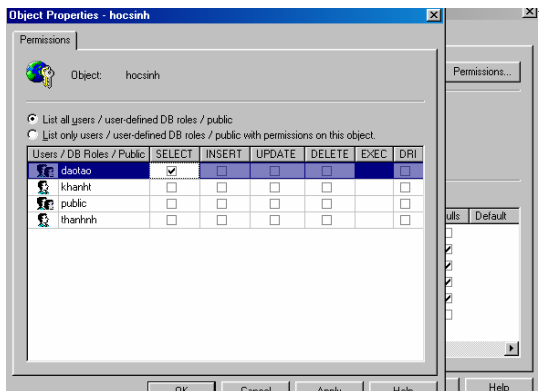 Object Properties - hocsinh
Permissions
Object: hocsinh
Permissions...
List all users / user-defined DB roles / public
List only users / user-defined DB roles / public with permissions on this object.
Users / DB Roles / Public SELECT INSERT UPDATE DELETE EXEC DRI
daotao
khanht
public
thanhnh
ulls Default
OK Cancel Apply Help
Help